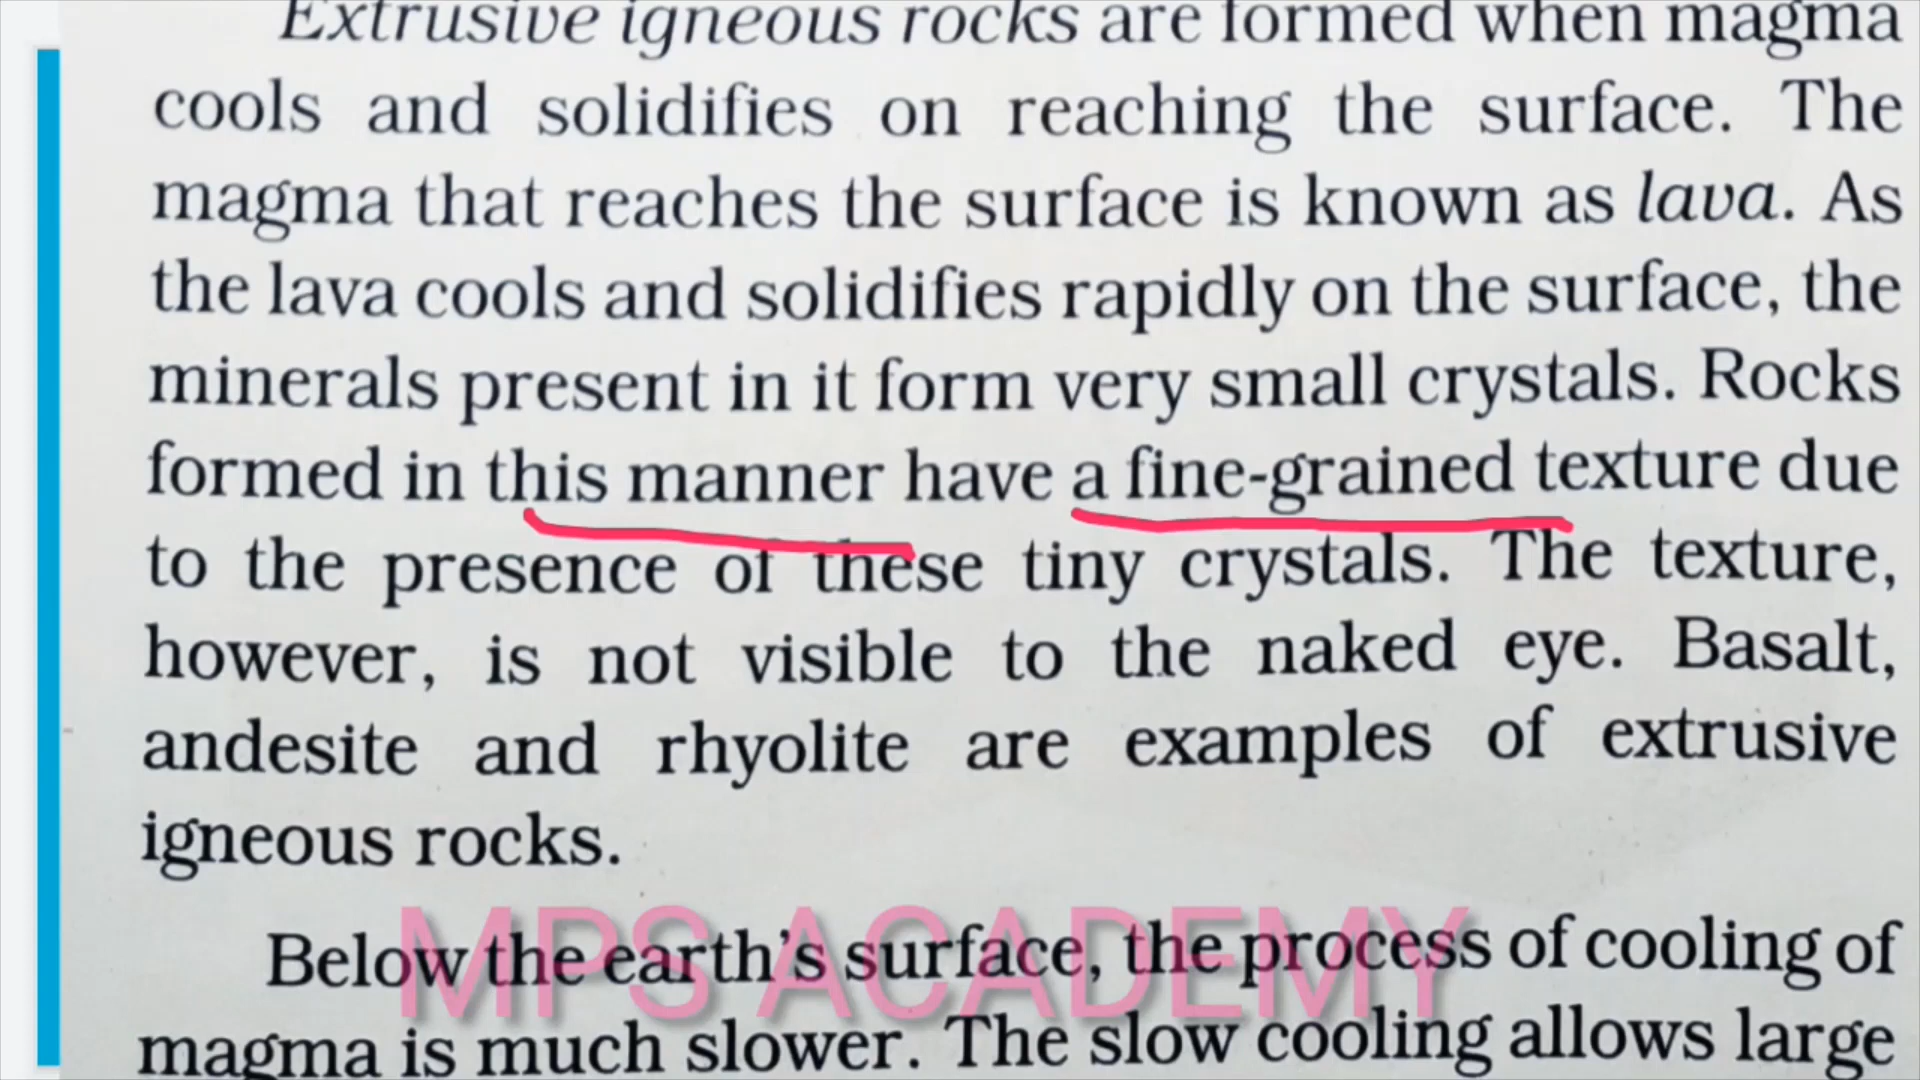 Extrusive igneous rocks are formed when magma
cools and solidifies on reaching the surface. The
magma that reaches the surface is known as lava. As
the lava cools and solidifies rapidly on the surface, the
minerals present in it form very small crystals. Rocks
formed in this manner have a fine-grained texture due
to the presence of these tiny crystals. The texture,
however, is not visible to the naked eye. Basalt,
andesite and rhyolite are examples of extrusive
igneous rocks.
Below the earth's surface, the process of cooling of
MPS ACADEMY
magma is much slower. The slow cooling allows large